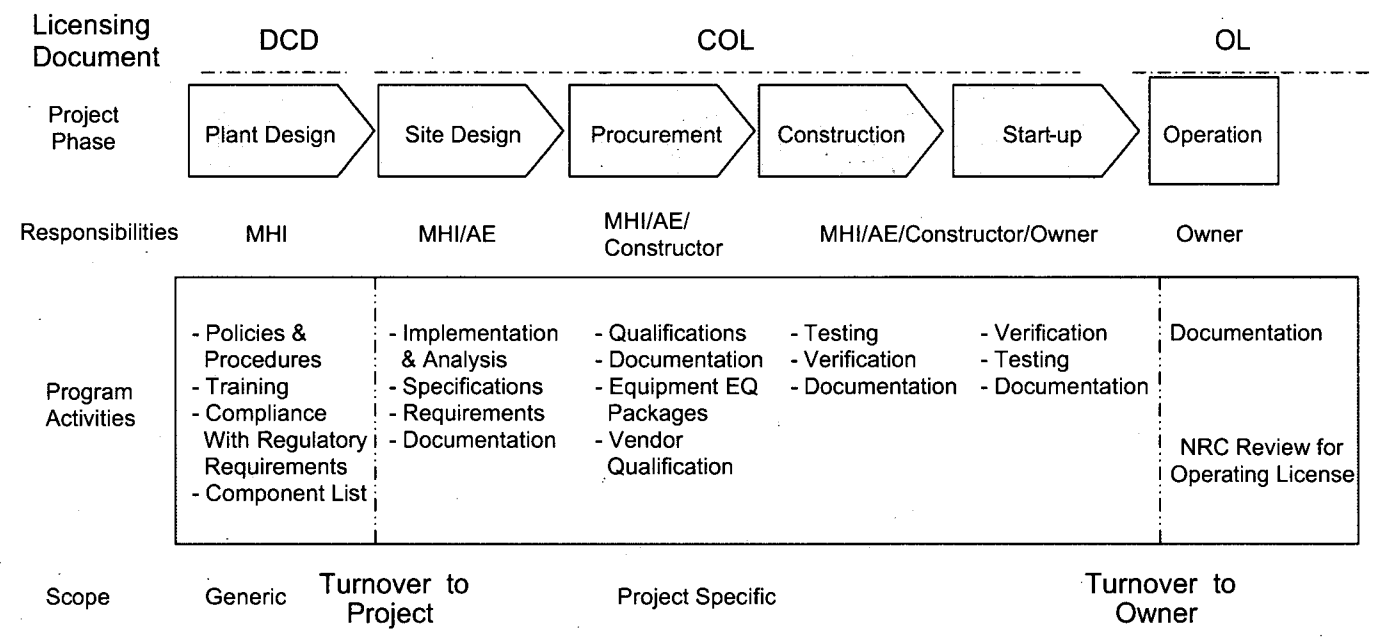 Licensing
Document
DCD
COL
OL
Project
Phase
Plant Design
Site Design
Procurement
Construction
Start-up
Operation
Responsibilities
MHI
MHI/AE
MHI/AE/
Constructor
MHI/AE/Constructor/Owner
Owner
Program
Activities
- Policies &
Procedures
- Training
- Compliance
With Regulatory
Requirements
- Component List
- Implementation
& Analysis
- Specifications
- Requirements
- Documentation
- Qualifications
- Documentation
- Equipment EQ
Packages
- Vendor
Qualification
- Testing
- Verification
- Documentation
- Verification
- Testing
- Documentation
Documentation
NRC Review for
Operating License
Scope
Generic
Turnover to
Project
Project Specific
Turnover to
Owner